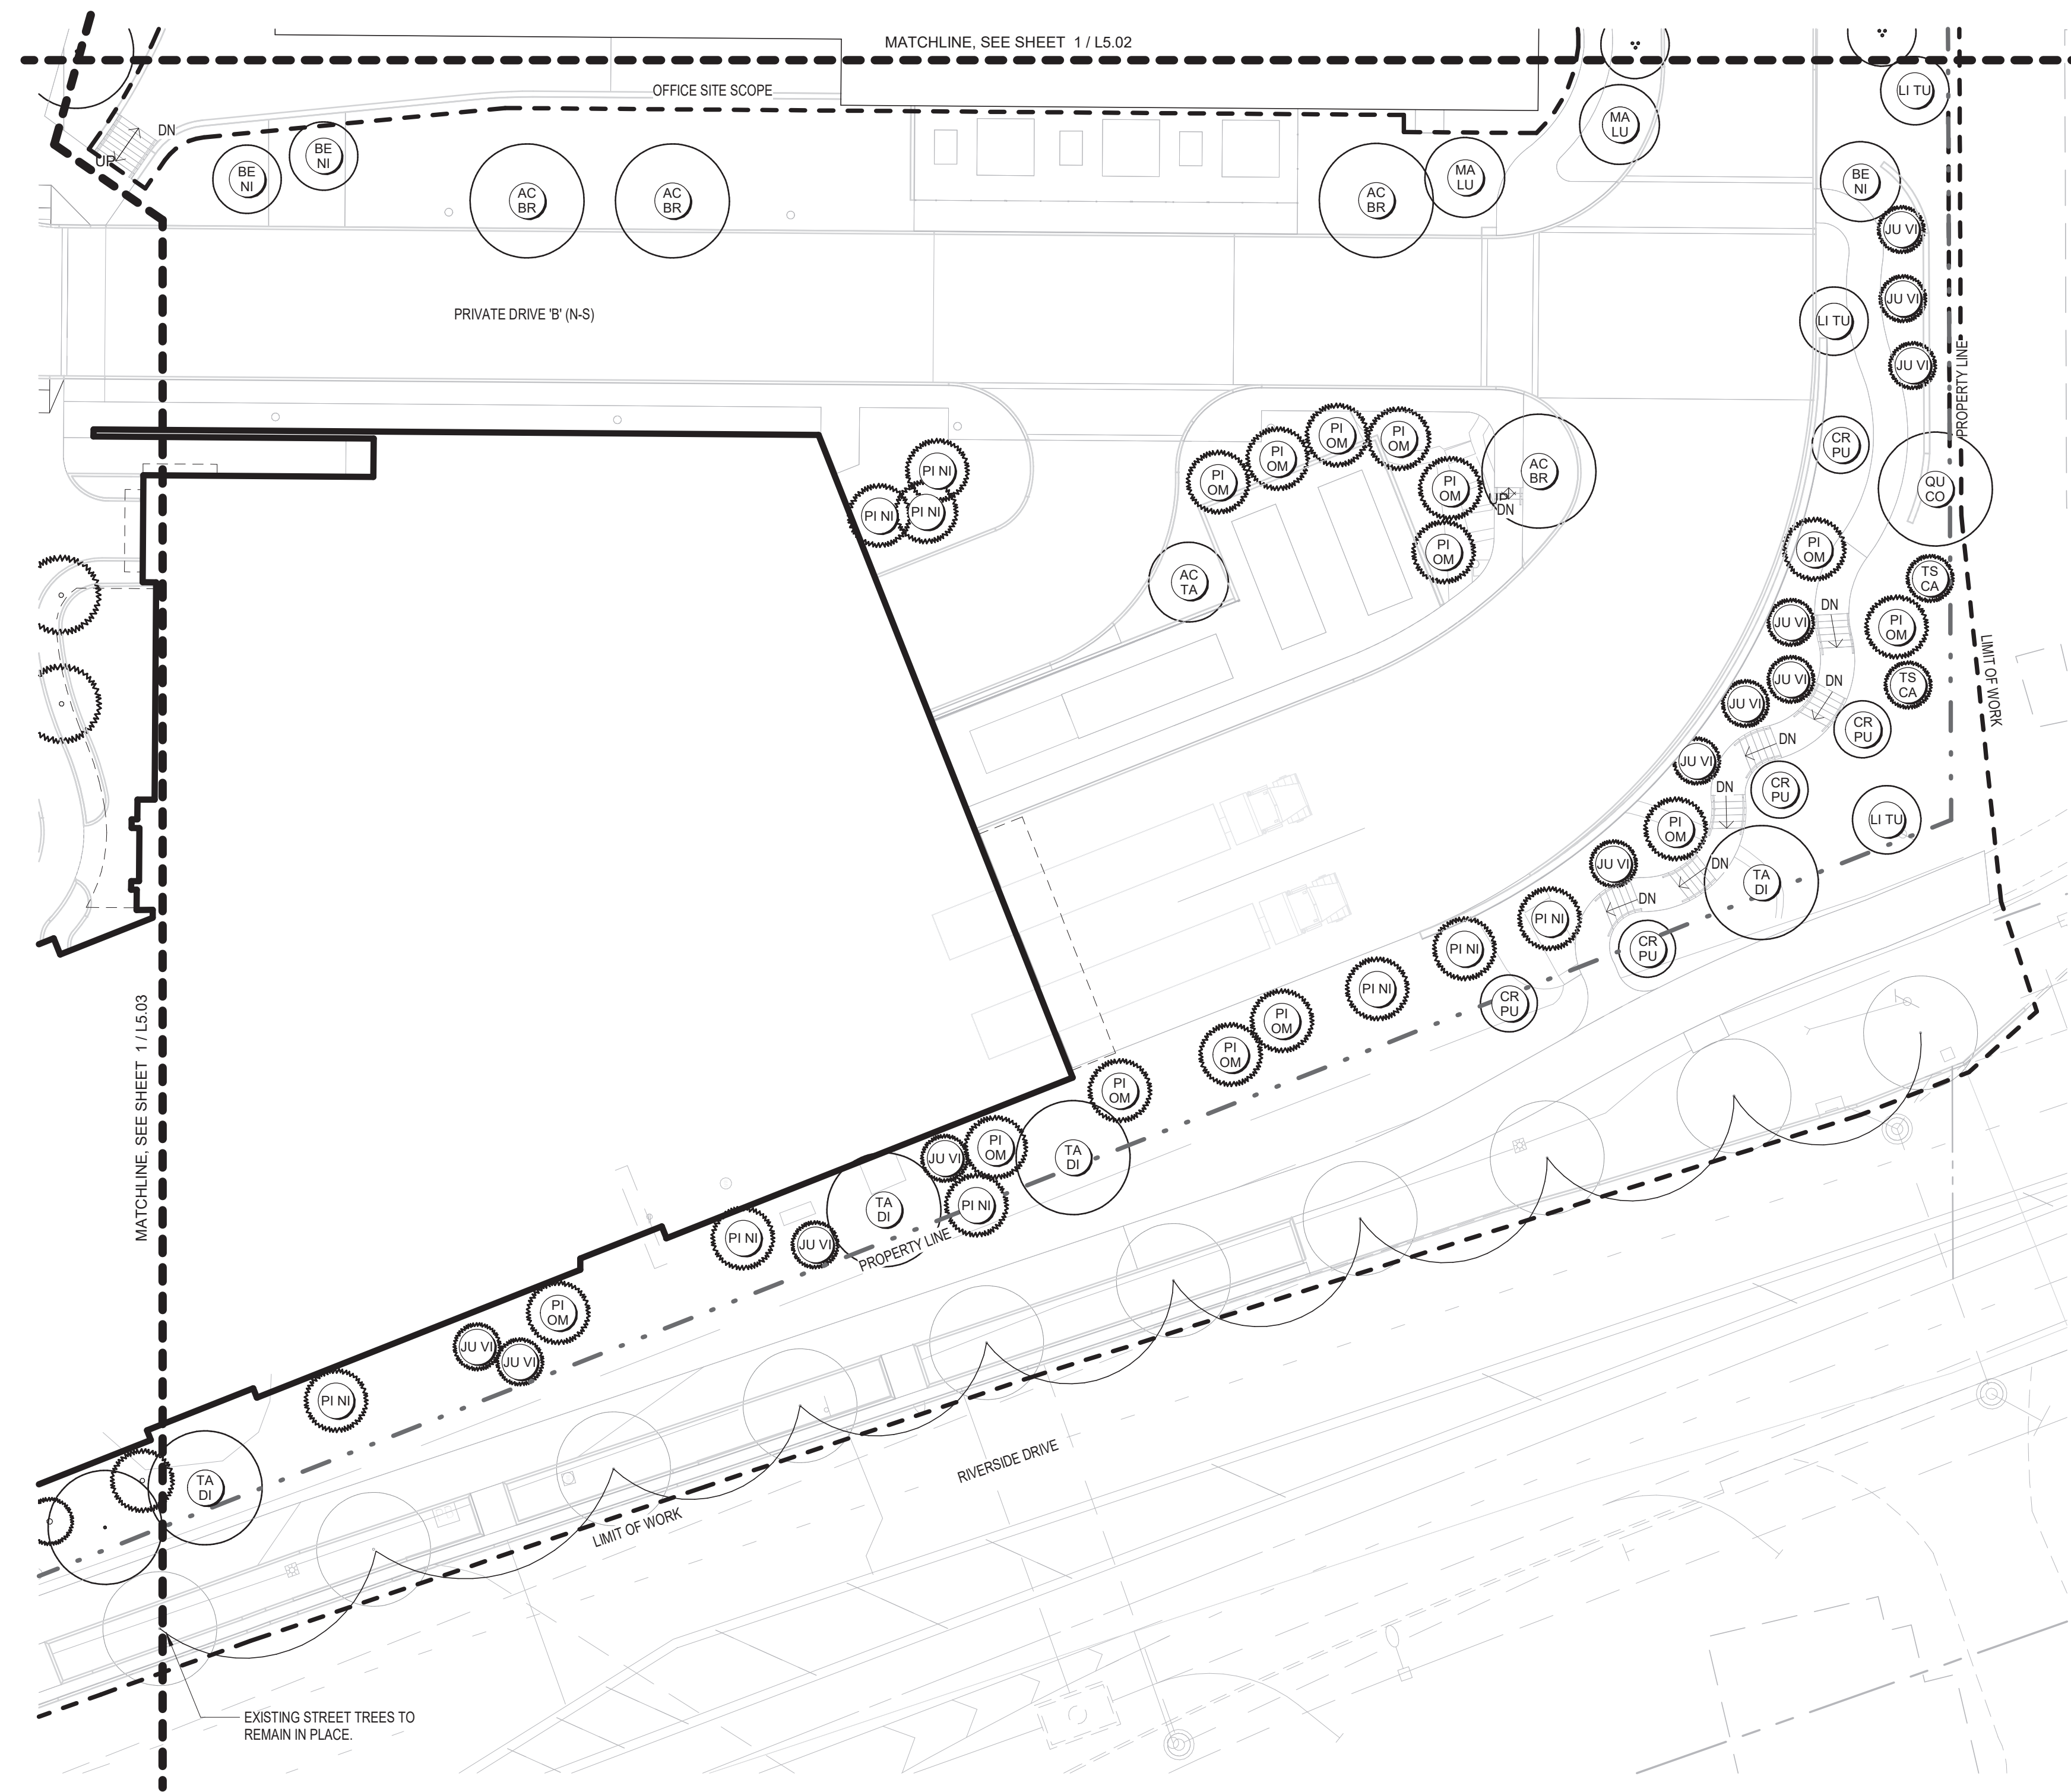 MATCHLINE, SEE SHEET 1 / L5.02
OFFICE SITE SCOPE
LI TU
MA
LU
DN
UP
BE
NI
BE
NI
AC
BR
AC
BR
AC
BR
MA
LU
BE
NI
JU VI
JU VI
JU VI
LI TU
PRIVATE DRIVE 'B' (N-S)
PROPERTY LINE
CR
PU
QU
CO
PI NI
PI NI
PI NI
PI
OM
PI
OM
PI
OM
PI
OM
PI
OM
PI
OM
AC
BR
UP
DN
AC
TA
PI
OM
TS
CA
PI
OM
TS
CA
JU VI
DN
JU VI
DN
JU VI
LIMIT OF WORK
CR
PU
DN
JU VI
CR
PU
DN
LI TU
PI
OM
DN
JU VI
TA
DI
DN
PI NI
PI NI
CR
PU
PI NI
CR
PU
PI
OM
PI
OM
PI
OM
MATCHLINE, SEE SHEET 1 / L5.03
JU VI
PI
OM
TA
DI
TA
DI
PI NI
PI NI
JU VI
PROPERTY LINE
PI
OM
JU VI
JU VI
PI NI
TA
DI
RIVERSIDE DRIVE
LIMIT OF WORK
EXISTING STREET TREES TO
REMAIN IN PLACE.